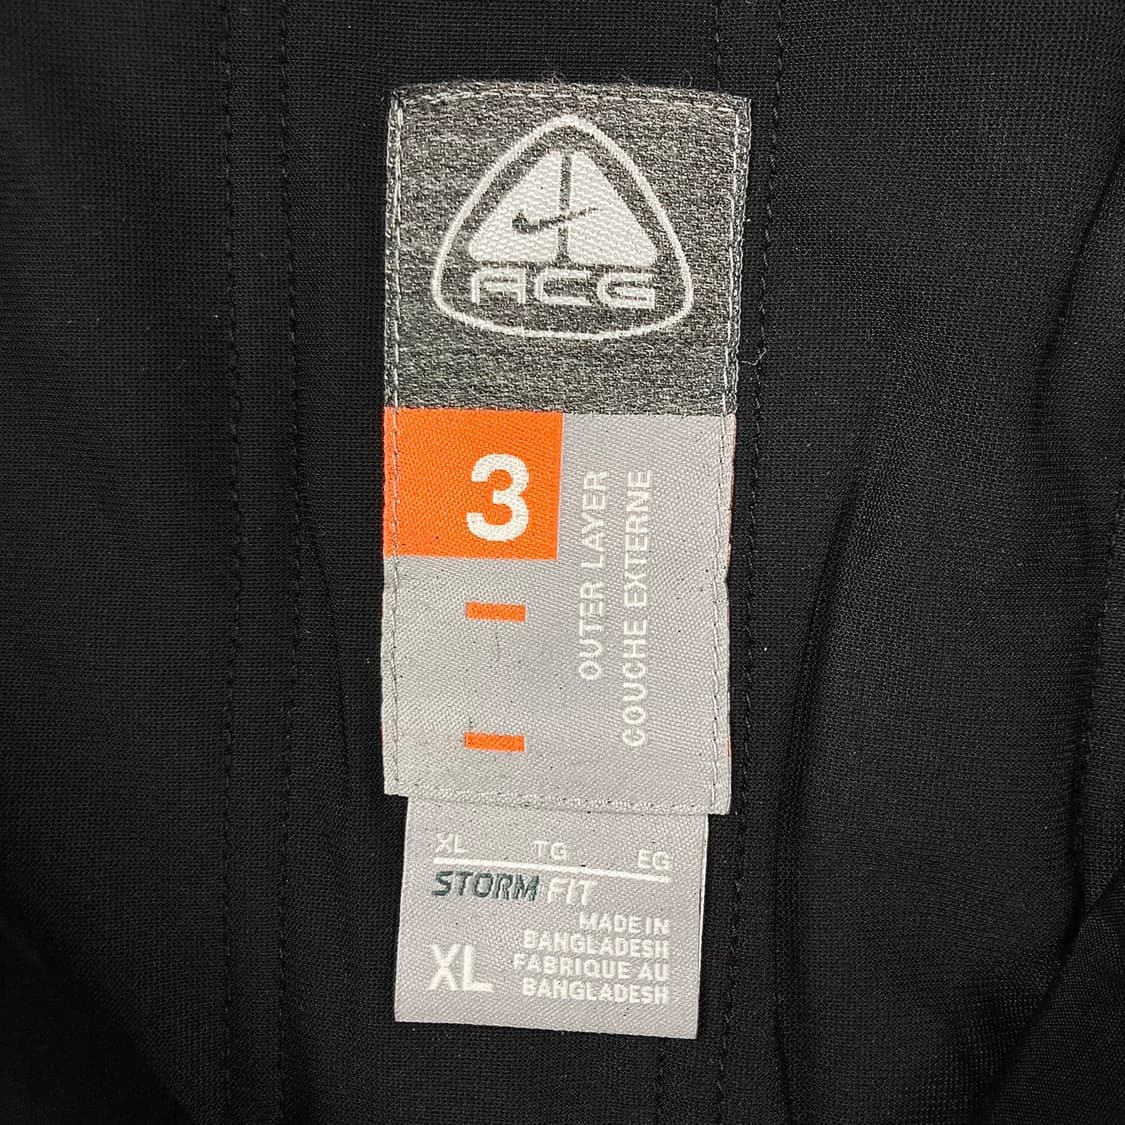 ACG
3
OUTER LAYER
COUCHE EXTERNE
XL TG EG
STORM FIT
XL
MADE IN
BANGLADESH
FABRIQUE AU
BANGLADESH